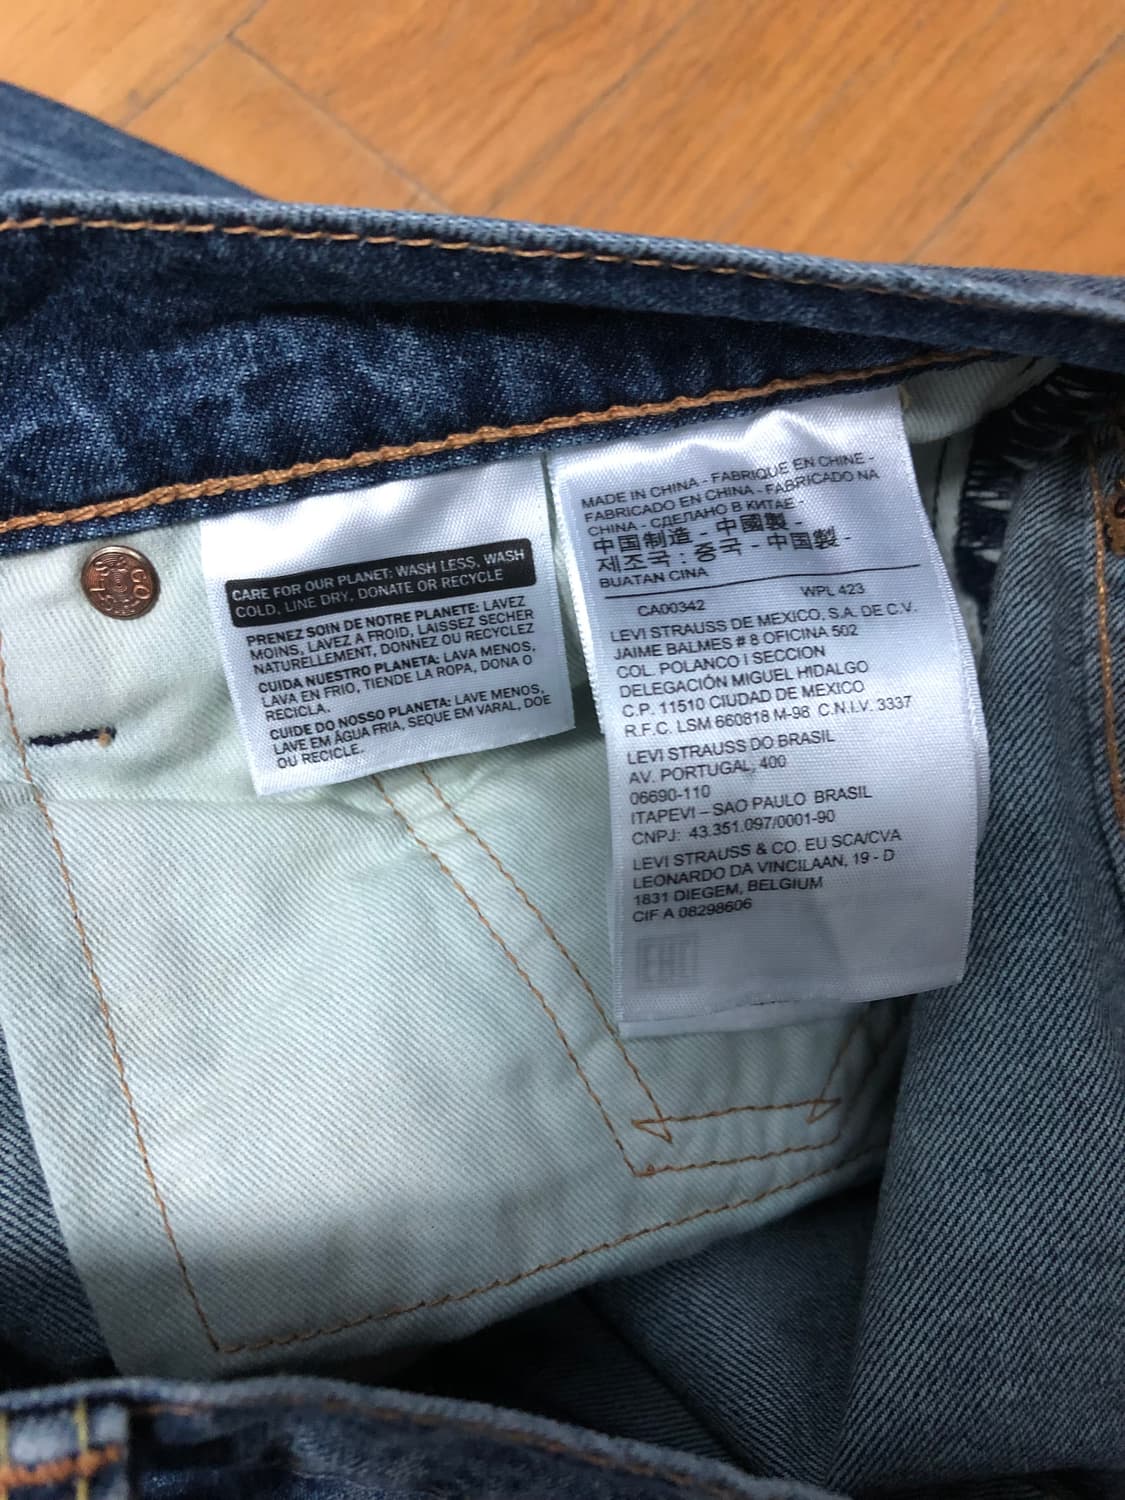 CARE FOR OUR PLANET: WASH LESS, WASH
COLD, LINE DRY, DONATE OR RECYCLE
PRENEZ SOIN DE NOTRE PLANETE: LAVEZ
MOINS, LAVEZ A FROID, LAISSEZ SECHER
NATURELLEMENT, DONNEZ OU RECYCLEZ
CUIDA NUESTRO PLANETA: LAVA MENOS,
LAVA EN FRIO, TIENDE LA ROPA, DONA O
RECICLA.
CUIDE DO NOSSO PLANETA: LAVE MENOS,
LAVE EM ÁGUA FRIA, SEQUE EM VARAL, DOE
OU RECICLE.
MADE IN CHINA - FABRIQUE EN CHINE -
FABRICADO EN CHINA - FABRICADO NA
CHINA - СДЕЛАНО В КИТАЕ -
中国制造 - 中國製 -
제조국 : 중국 - 中国製 -
BUATAN CINA
CA00342 WPL 423
LEVI STRAUSS DE MEXICO, S.A. DE C.V.
JAIME BALMES # 8 OFICINA 502
COL. POLANCO I SECCION
DELEGACIÓN MIGUEL HIDALGO
C.P. 11510 CIUDAD DE MEXICO
R.F.C. LSM 660818 M-98 C.N.I.V. 3337
LEVI STRAUSS DO BRASIL
AV. PORTUGAL, 400
06690-110
ITAPEVI – SAO PAULO BRASIL
CNPJ: 43.351.097/0001-90
LEVI STRAUSS & CO. EU SCA/CVA
LEONARDO DA VINCILAAN, 19 - D
1831 DIEGEM, BELGIUM
CIF A 08298606
EAC